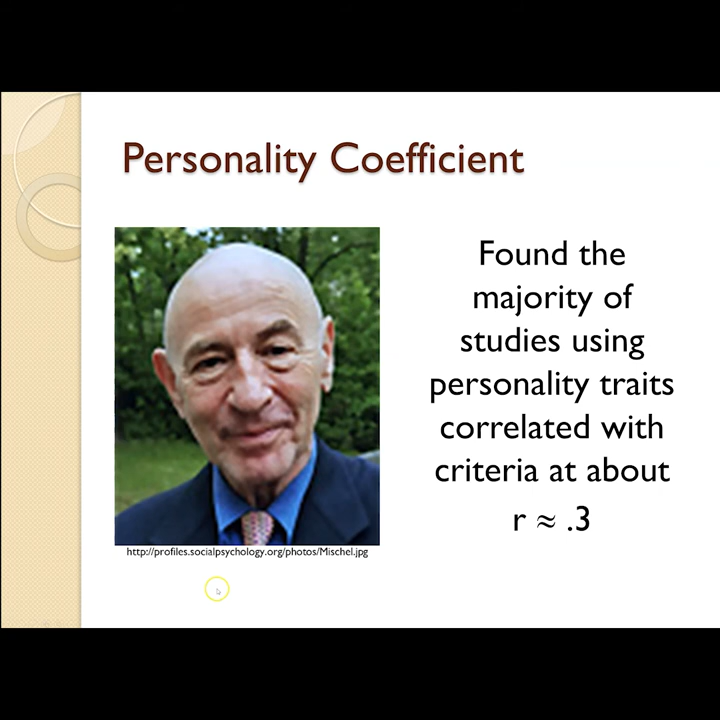 Personality Coefficient
Found the
majority of
studies using
personality traits
correlated with
criteria at about
r ≈ .3
http://profiles.socialpsychology.org/photos/Mischel.jpg